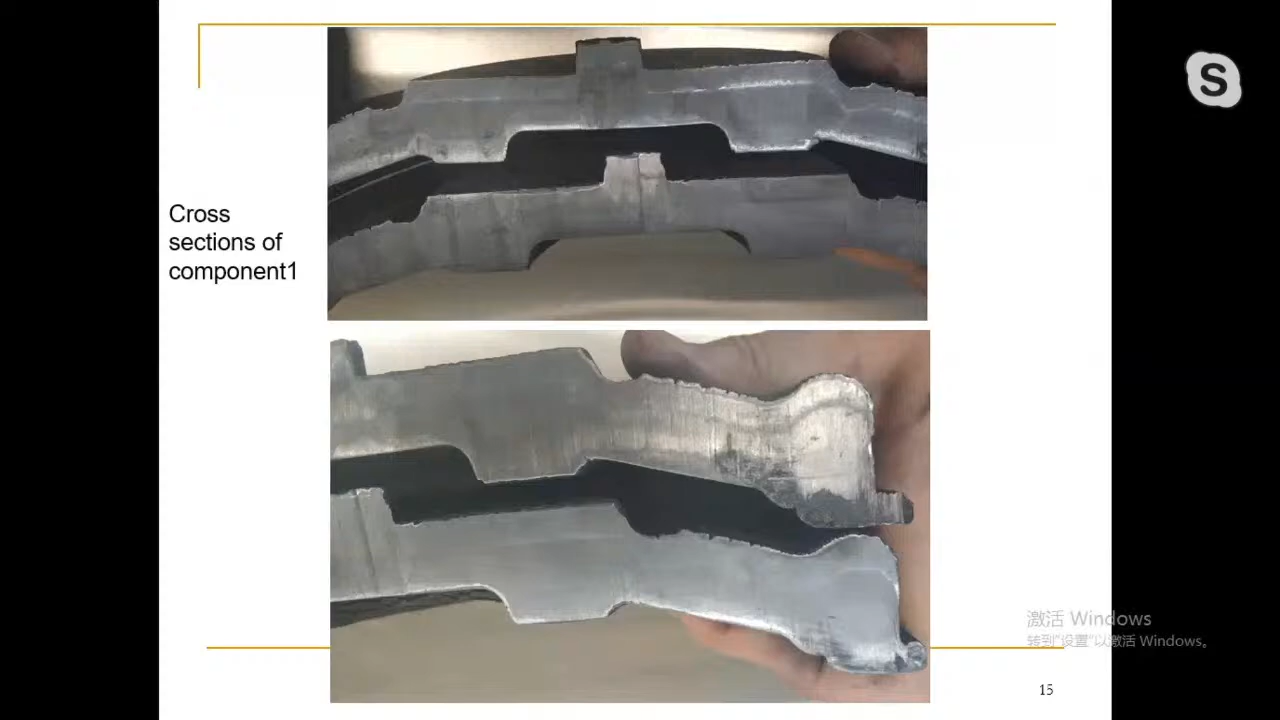 Cross
sections of
component1
S
激活 Windows
转到"设置"以激活 Windows。
15